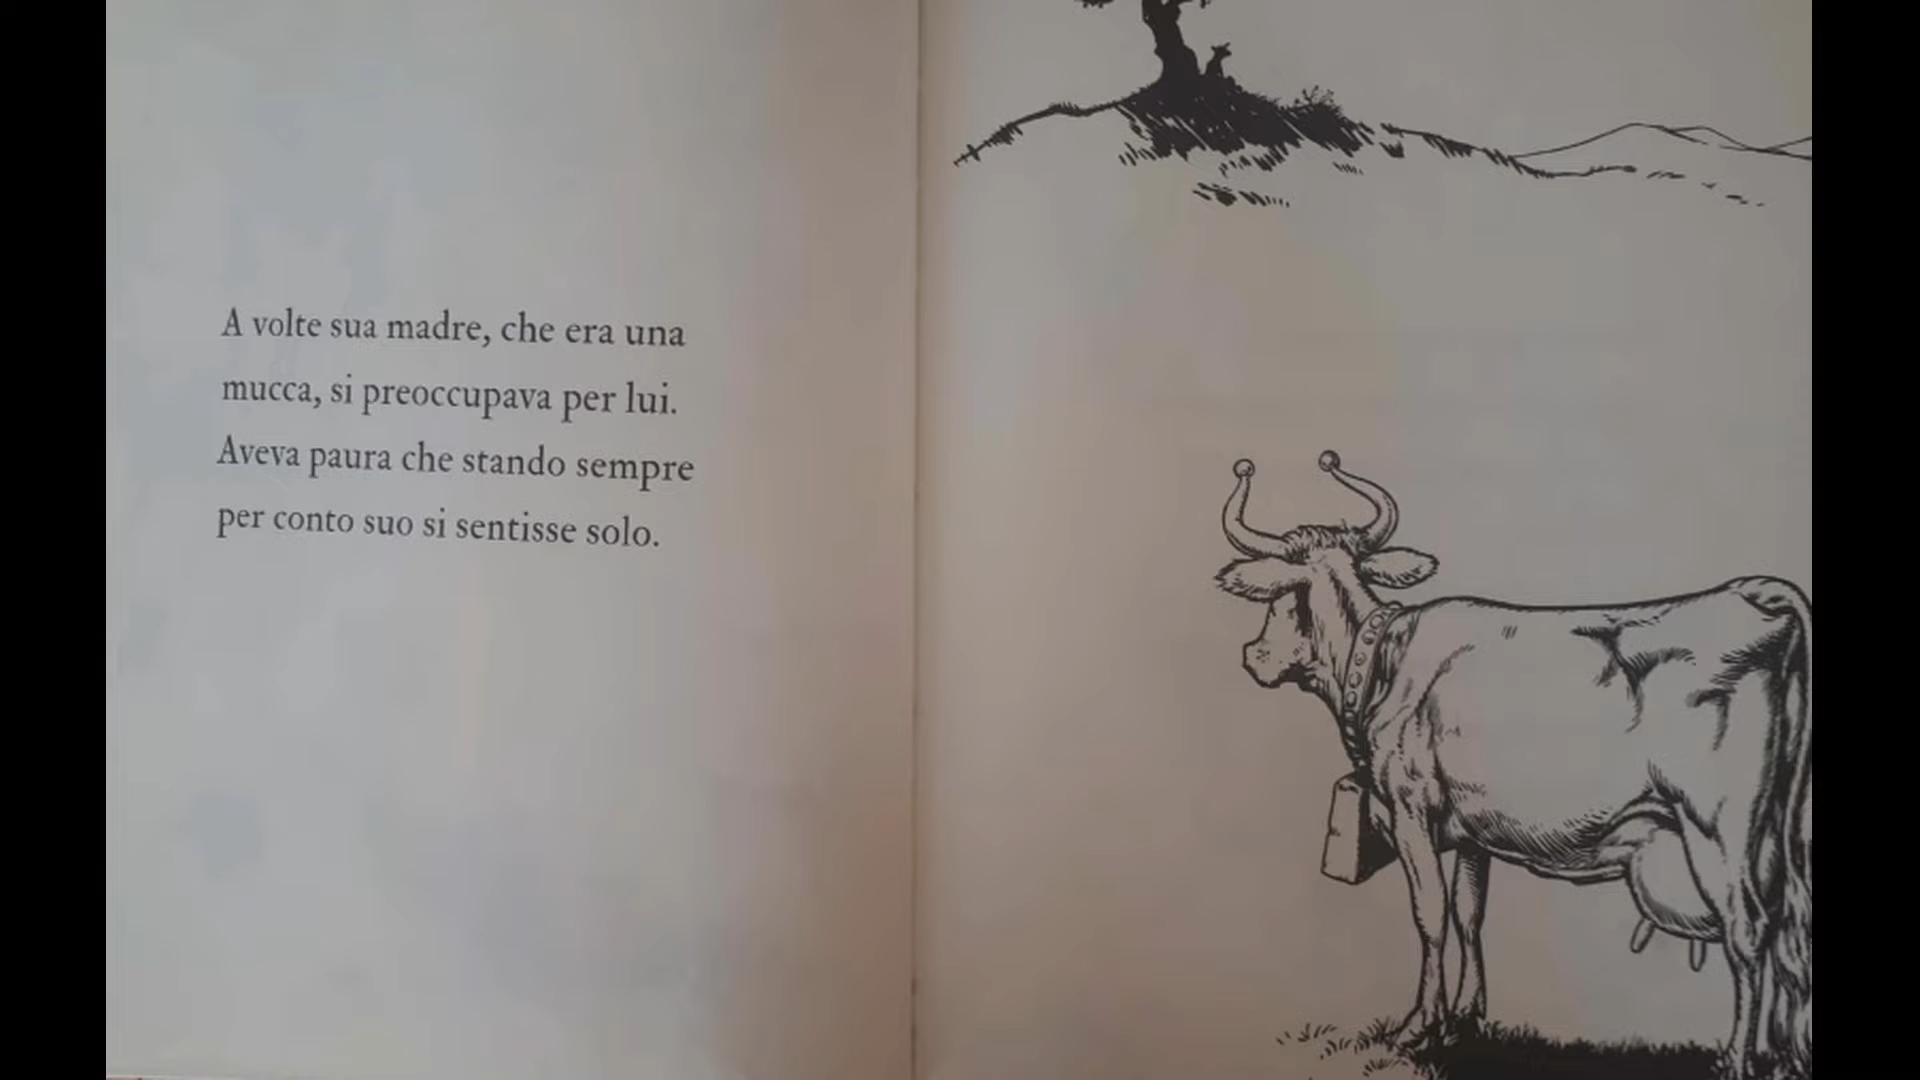 A volte sua madre, che era una
mucca, si preoccupava per lui.
Aveva paura che stando sempre
per conto suo si sentisse solo.